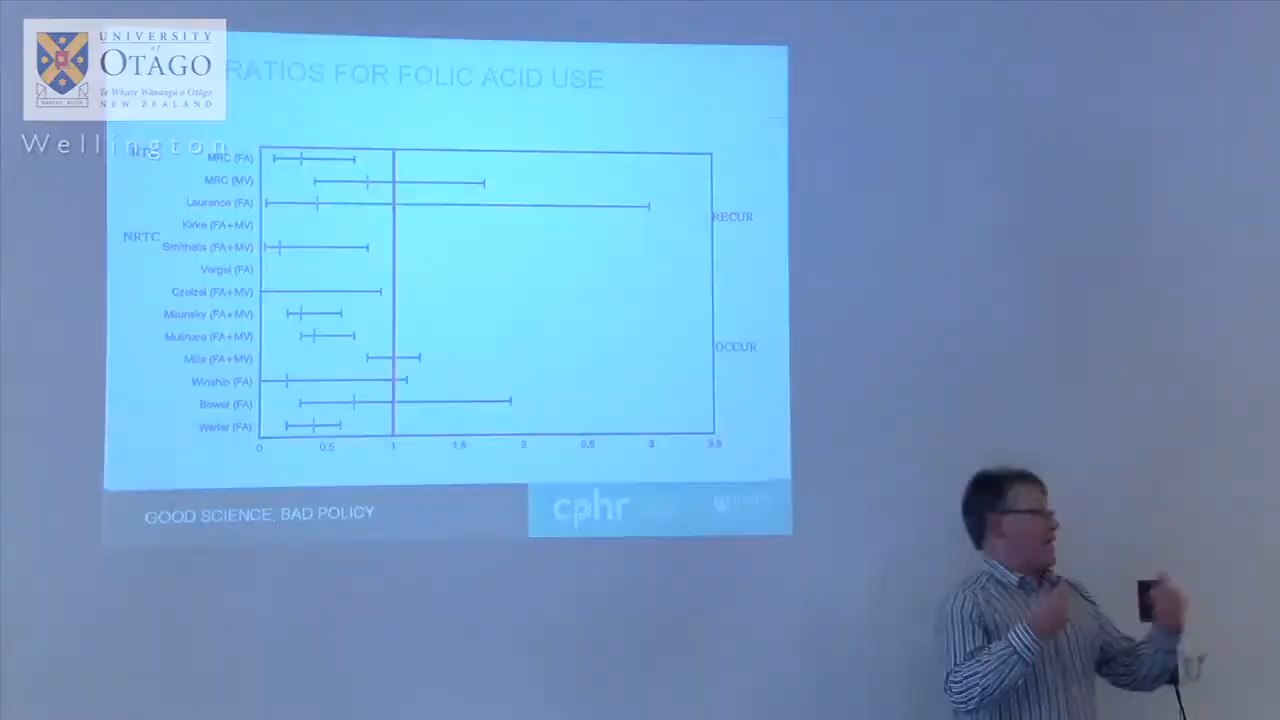 UNIVERSITY
of
OTAGO
Te Whare Wānanga o Otāgo
NEW ZEALAND
Wellington
RATIOS FOR FOLIC ACID USE
MRC (FA)
MRC (MV)
Laurence (FA)
RECUR
Kirke (FA+MV)
NRTC
Smithells (FA+MV)
Vergel (FA)
Czeizel (FA+MV)
Milunsky (FA+MV)
Mulinare (FA+MV)
OCCUR
Mills (FA+MV)
Winship (FA)
Bower (FA)
Werler (FA)
0 0.5 1 1.5 2 2.5 3 3.5
GOOD SCIENCE, BAD POLICY
cphr